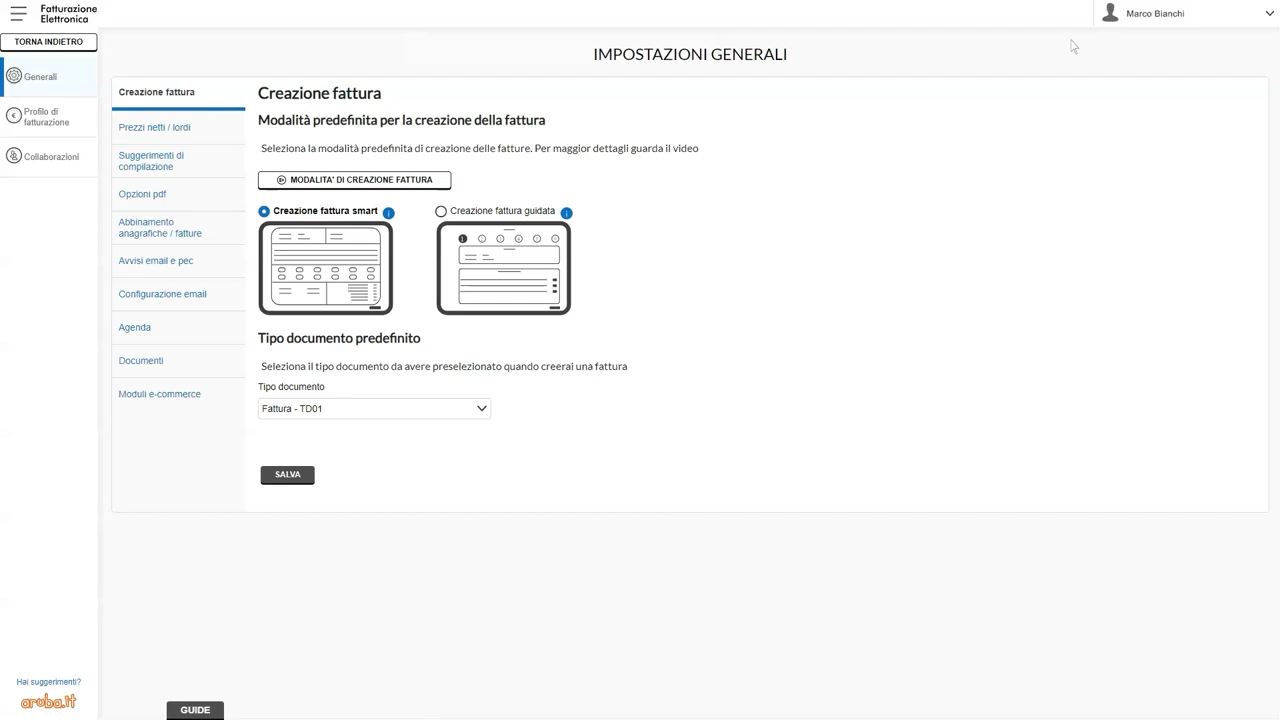 Fatturazione
Elettronica
Marco Bianchi
TORNA INDIETRO
IMPOSTAZIONI GENERALI
Generali
Profilo di
fatturazione
Collaborazioni
Creazione fattura
Prezzi netti / lordi
Suggerimenti di
compilazione
Opzioni pdf
Abbinamento
anagrafiche / fatture
Avvisi email e pec
Configurazione email
Agenda
Documenti
Moduli e-commerce
Creazione fattura
Modalità predefinita per la creazione della fattura
Seleziona la modalità predefinita di creazione delle fatture. Per maggior dettagli guarda il video
MODALITA' DI CREAZIONE FATTURA
Creazione fattura smart
Creazione fattura guidata
Tipo documento predefinito
Seleziona il tipo documento da avere preselezionato quando creerai una fattura
Tipo documento
Fattura - TD01
SALVA
Hai suggerimenti?
aruba.it
GUIDE